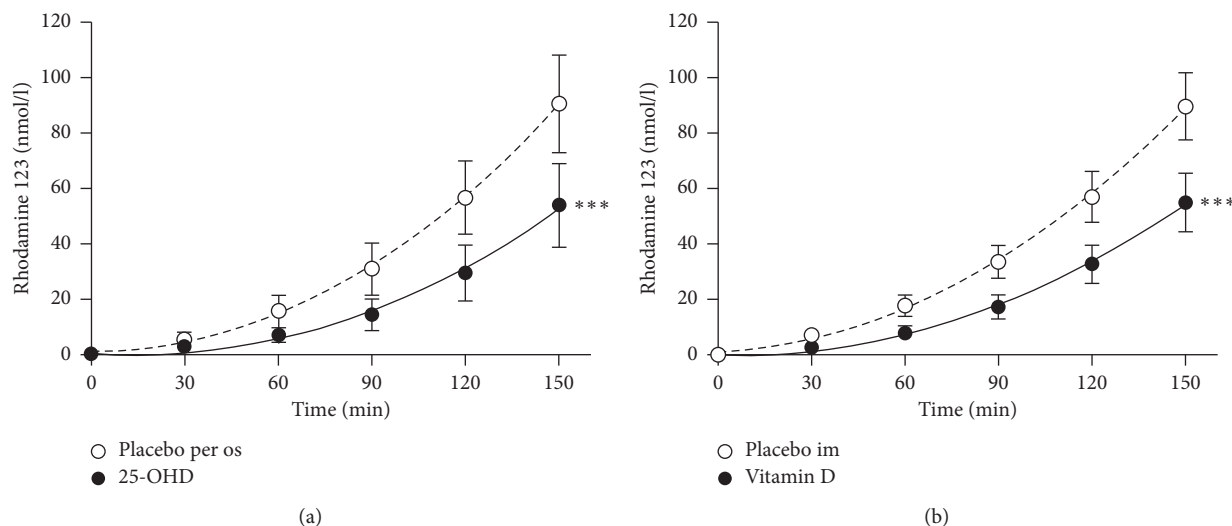 120
100
80
60
40
20
0
Rhodamine 123 (nmol/l)
0 30 60 90 120 150
Time (min)
***
Placebo per os
25-OHD
(a)
120
100
80
60
40
20
0
Rhodamine 123 (nmol/l)
0 30 60 90 120 150
Time (min)
***
Placebo im
Vitamin D
(b)